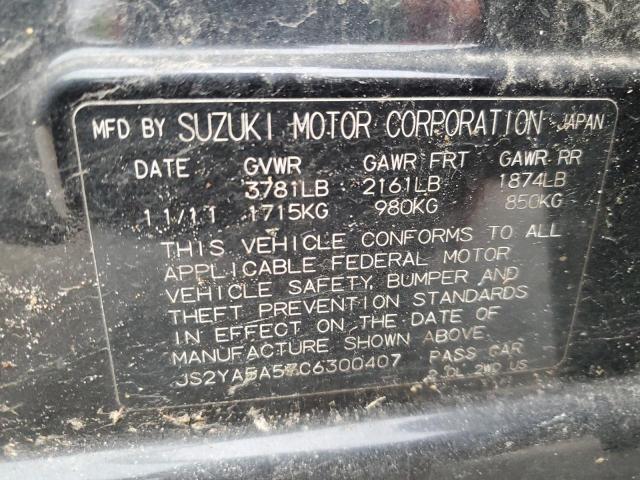 MFD BY SUZUKI MOTOR CORPORATION JAPAN
DATE GVWR GAWR FRT GAWR RR
3781LB 2161LB 1874LB
11/11 1715KG 980KG 850KG
THIS VEHICLE CONFORMS TO ALL
APPLICABLE FEDERAL MOTOR
VEHICLE SAFETY, BUMPER AND
THEFT PREVENTION STANDARDS
IN EFFECT ON THE DATE OF
MANUFACTURE SHOWN ABOVE.
PASS CAR
2WD US